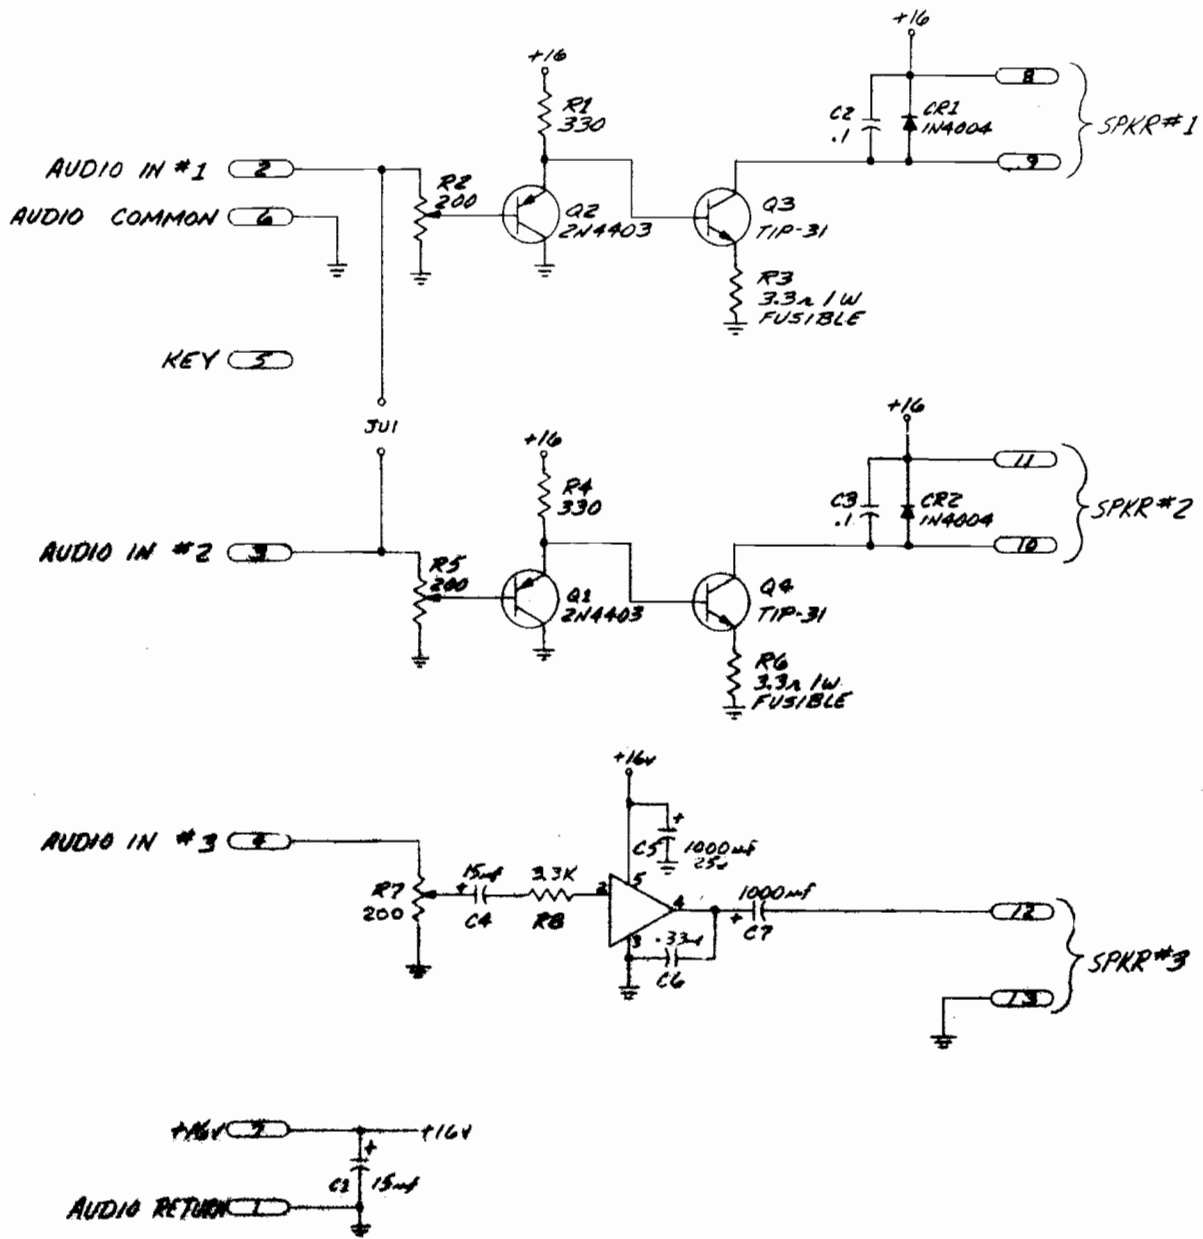 +16
R1
330
+16
C2
.1
CR1
1N4004
8
9
SPKR #1
AUDIO IN #1 2
AUDIO COMMON 6
R2
200
Q2
2N4403
Q3
TIP-31
R3
3.3Ω 1W
FUSIBLE
KEY 5
JU1
+16
R4
330
+16
C3
.1
CR2
1N4004
11
10
SPKR #2
AUDIO IN #2 3
R5
200
Q1
2N4403
Q4
TIP-31
R6
3.3Ω 1W
FUSIBLE
+16V
AUDIO IN #3 4
C5
1000mf
25v
R7
200
+ 15mf
C4
3.3K
R8
2
5
4
3
.33mf
C6
1000mf
+
C7
12
13
SPKR #3
+16V 7
+16V
+
C1 15mf
AUDIO RETURN 1